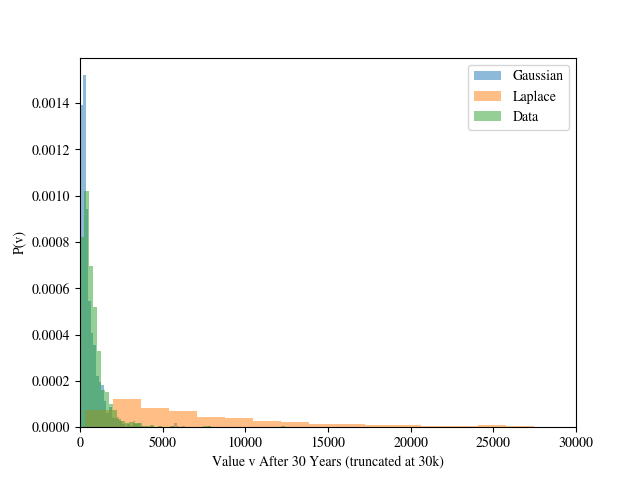 Gaussian
Laplace
Data
0.0014
0.0012
0.0010
0.0008
0.0006
0.0004
0.0002
0.0000
P(v)
0 5000 10000 15000 20000 25000 30000
Value v After 30 Years (truncated at 30k)